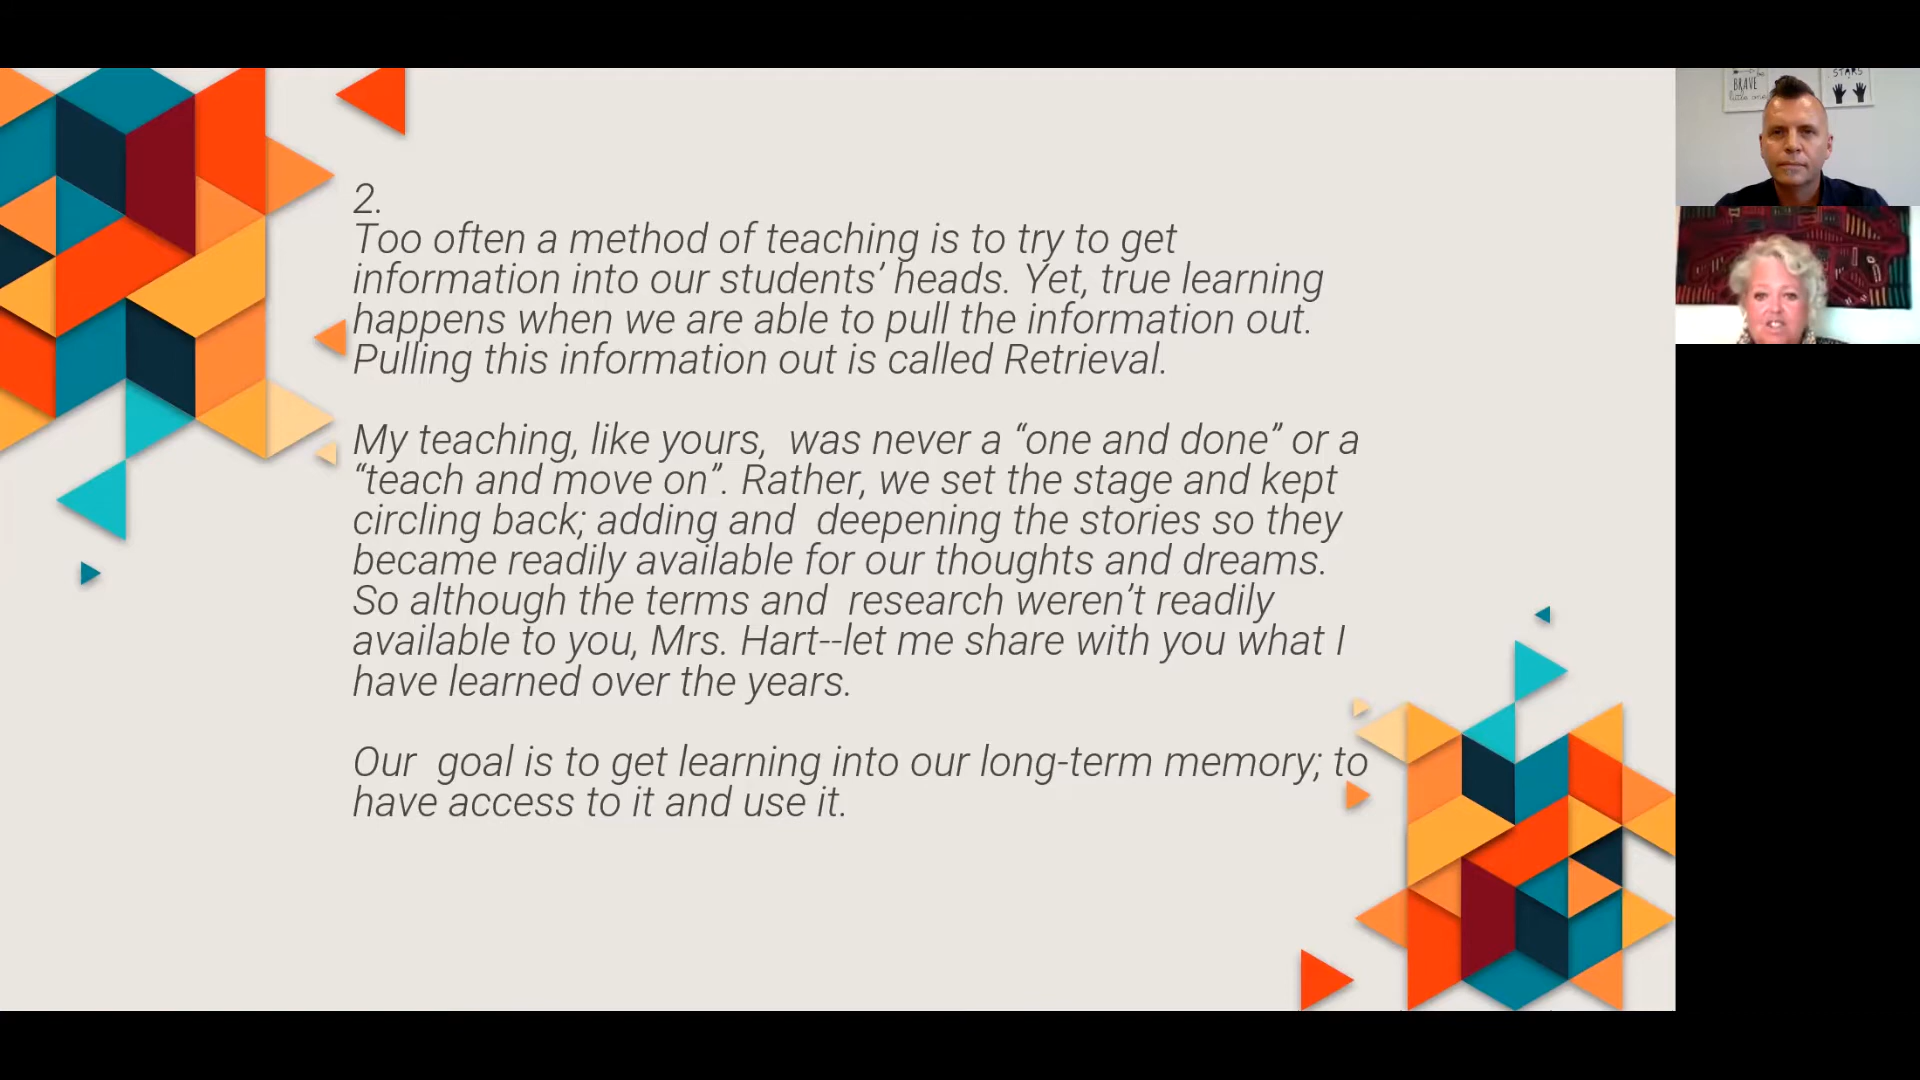 2.
Too often a method of teaching is to try to get
information into our students’ heads. Yet, true learning
happens when we are able to pull the information out.
Pulling this information out is called Retrieval.
My teaching, like yours,  was never a “one and done” or a
“teach and move on”. Rather, we set the stage and kept
circling back; adding and  deepening the stories so they
became readily available for our thoughts and dreams.
So although the terms and  research weren’t readily
available to you, Mrs. Hart--let me share with you what I
have learned over the years.
Our  goal is to get learning into our long-term memory; to
have access to it and use it.
BRAVE
little
STARS